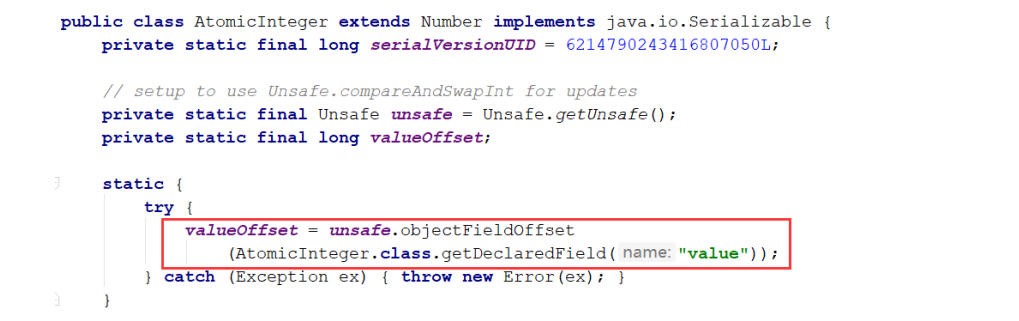 public class AtomicInteger extends Number implements java.io.Serializable {
private static final long serialVersionUID = 6214790243416807050L;
// setup to use Unsafe.compareAndSwapInt for updates
private static final Unsafe unsafe = Unsafe.getUnsafe();
private static final long valueOffset;
static {
try {
valueOffset = unsafe.objectFieldOffset
(AtomicInteger.class.getDeclaredField( name: "value"));
} catch (Exception ex) { throw new Error(ex); }
}